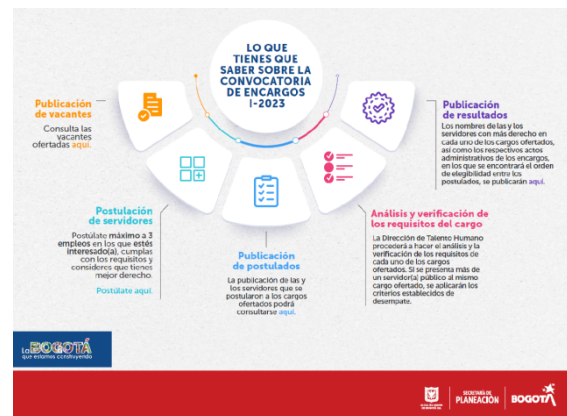 LO QUE
TIENES QUE
SABER SOBRE LA
CONVOCATORIA
DE ENCARGOS
I-2023
Publicación
de vacantes
Consulta las
vacantes
ofertadas aquí.
Postulación
de servidores
Postúlate máximo a 3
empleos en los que estés
interesado(a), cumplas
con los requisitos y
consideres que tienes
mejor derecho.
Postúlate aquí.
Publicación
de postulados
La publicación de las y
los servidores que se
postularon a los cargos
ofertados podrá
consultarse aquí.
Análisis y verificación de
los requisitos del cargo
La Dirección de Talento Humano
procederá a hacer el análisis y la
verificación de los requisitos de
cada uno de los cargos
ofertados. Si se presenta más de
un servidor(a) público al mismo
cargo ofertado, se aplicarán los
criterios establecidos de
desempate.
Publicación
de resultados
Los nombres de las y los
servidores con más derecho en
cada uno de los cargos ofertados,
así como los respectivos actos
administrativos de los encargos,
en los que se encontrará el orden
de elegibilidad entre los
postulados, se publicarán aquí.
La BOGOTÁ
que estamos construyendo
SECRETARÍA DE
PLANEACIÓN
BOGOTÁ